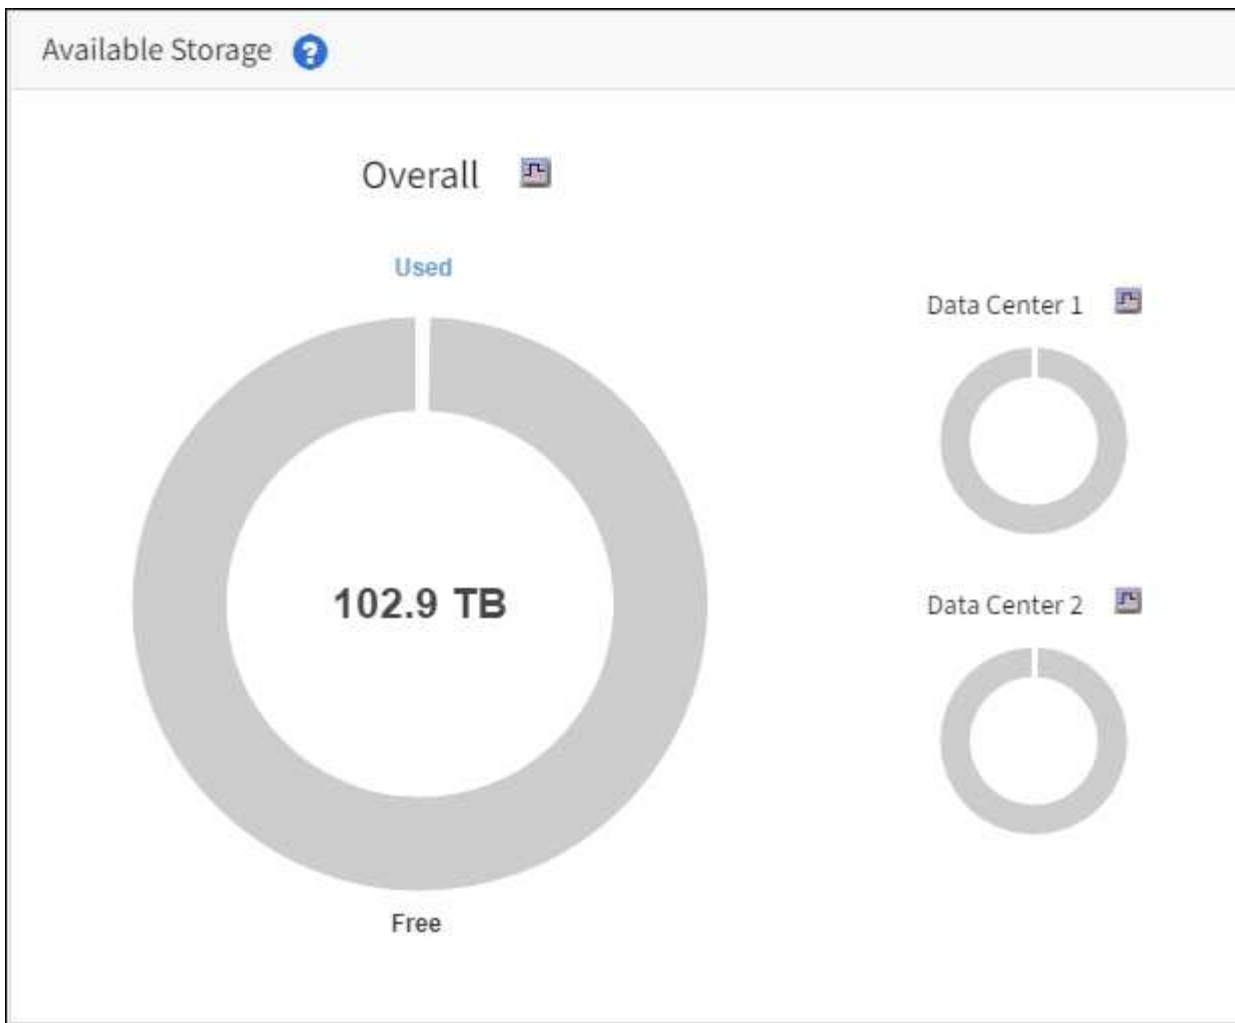 Available Storage ?
Overall
Used
102.9 TB
Free
Data Center 1
Data Center 2